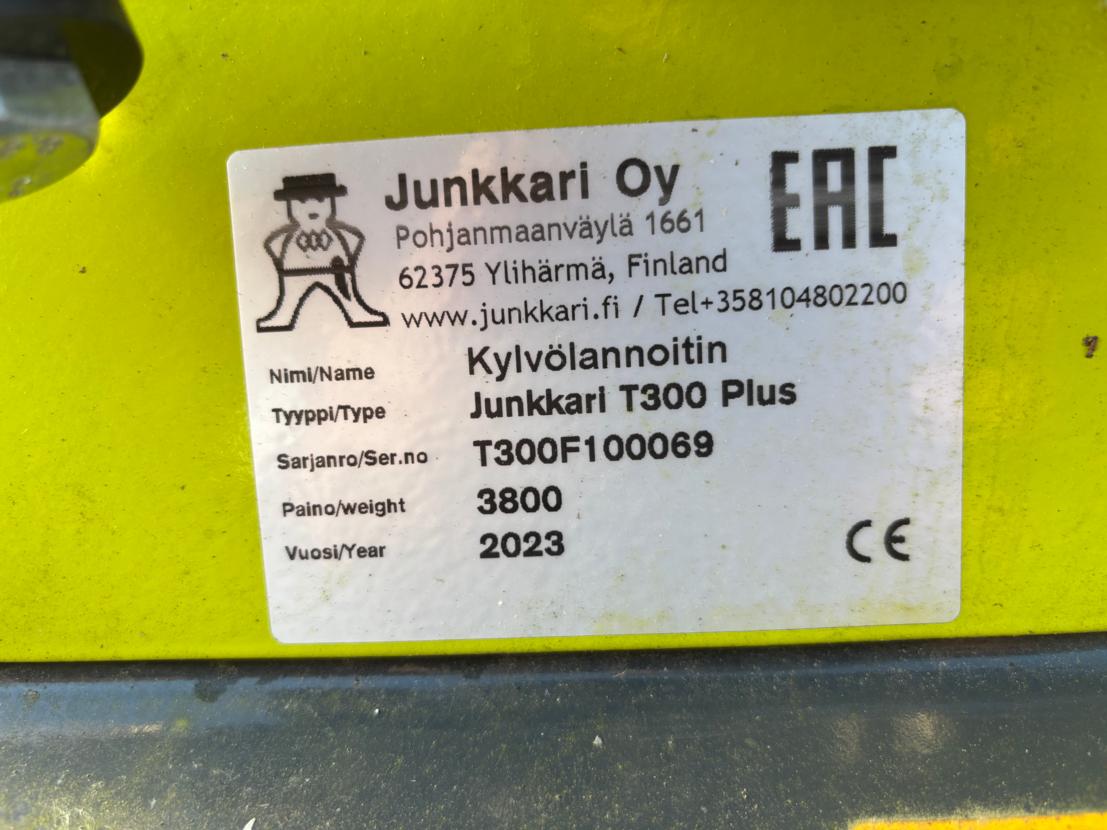 Junkkari Oy
EAC
Pohjanmaanväylä 1661
62375 Ylihärmä, Finland
www.junkkari.fi / Tel+358104802200
Nimi/Name Kylvölannoitin
Tyyppi/Type Junkkari T300 Plus
Sarjanro/Ser.no T300F100069
Paino/weight 3800
Vuosi/Year 2023
CE